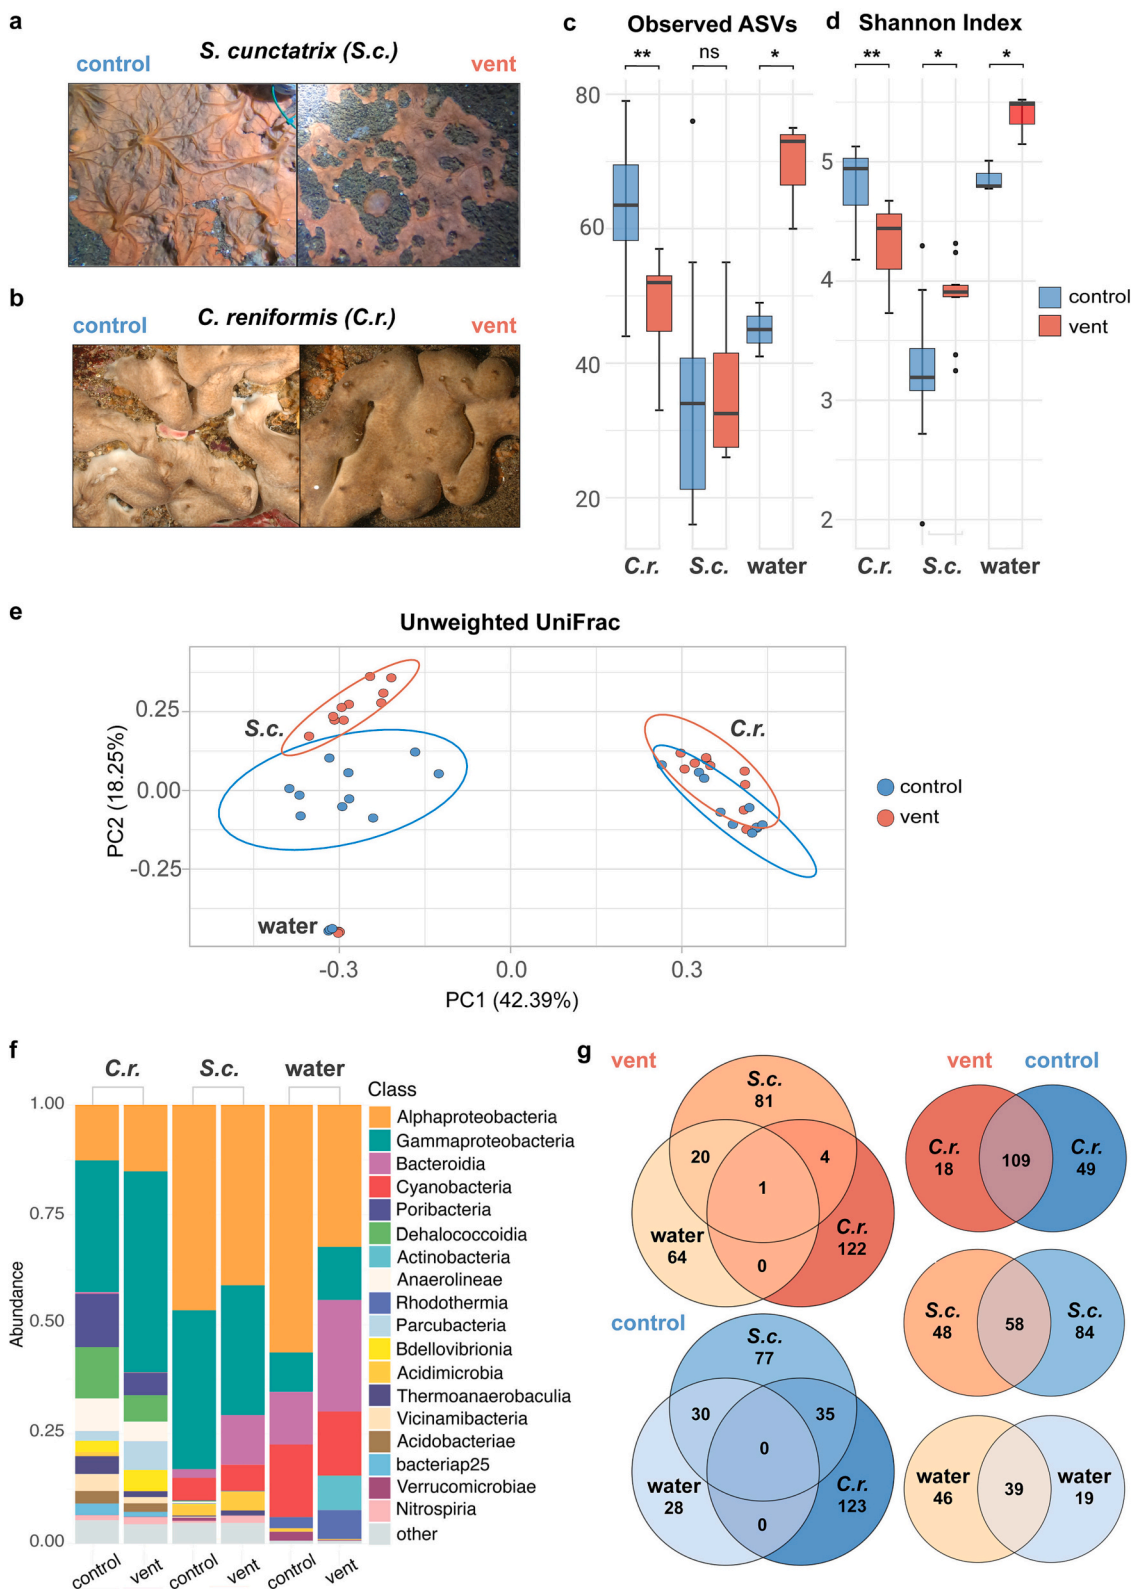 a
S. cunctatrix (S.c.)
control
vent
b
C. reniformis (C.r.)
control
vent
c
Observed ASVs
**
ns
*
80
60
40
20
C.r.
S.c.
water
d
Shannon Index
**
*
*
5
4
3
2
C.r.
S.c.
water
control
vent
e
Unweighted UniFrac
PC2 (18.25%)
0.25
0.00
-0.25
S.c.
C.r.
water
-0.3
0.0
0.3
PC1 (42.39%)
control
vent
f
C.r.
S.c.
water
Abundance
1.00
0.75
0.50
0.25
0.00
control
vent
control
vent
control
vent
Class
Alphaproteobacteria
Gammaproteobacteria
Bacteroidia
Cyanobacteria
Poribacteria
Dehalococcoidia
Actinobacteria
Anaerolineae
Rhodothermia
Parcubacteria
Bdellovibrionia
Acidimicrobia
Thermoanaerobaculia
Vicinamibacteria
Acidobacteriae
bacteriap25
Verrucomicrobiae
Nitrospiria
other
g
vent
S.c.
81
20
4
1
water
64
C.r.
122
0
control
S.c.
77
30
35
0
water
28
C.r.
123
0
vent
control
C.r.
18
109
C.r.
49
S.c.
48
58
S.c.
84
water
46
39
water
19